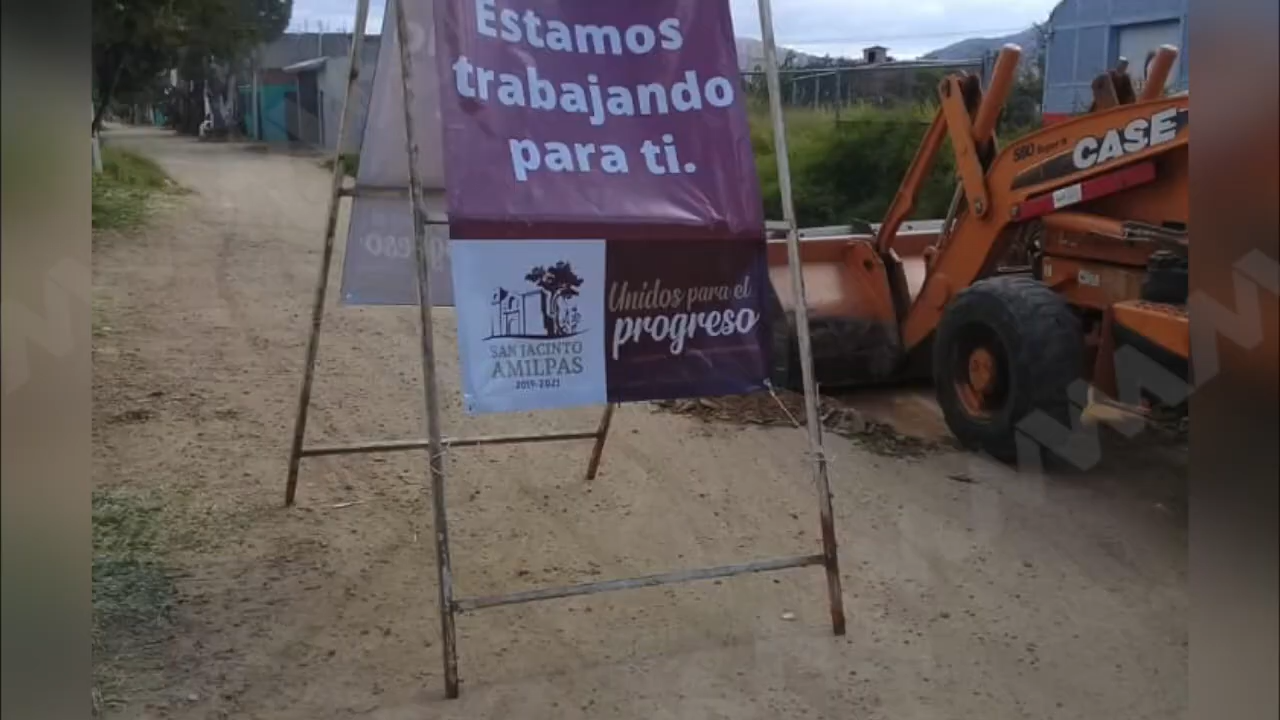 Estamos
trabajando
para ti.
SAN JACINTO
AMILPAS
2019-2021
Unidos para el
progreso
580 Super M
CASE